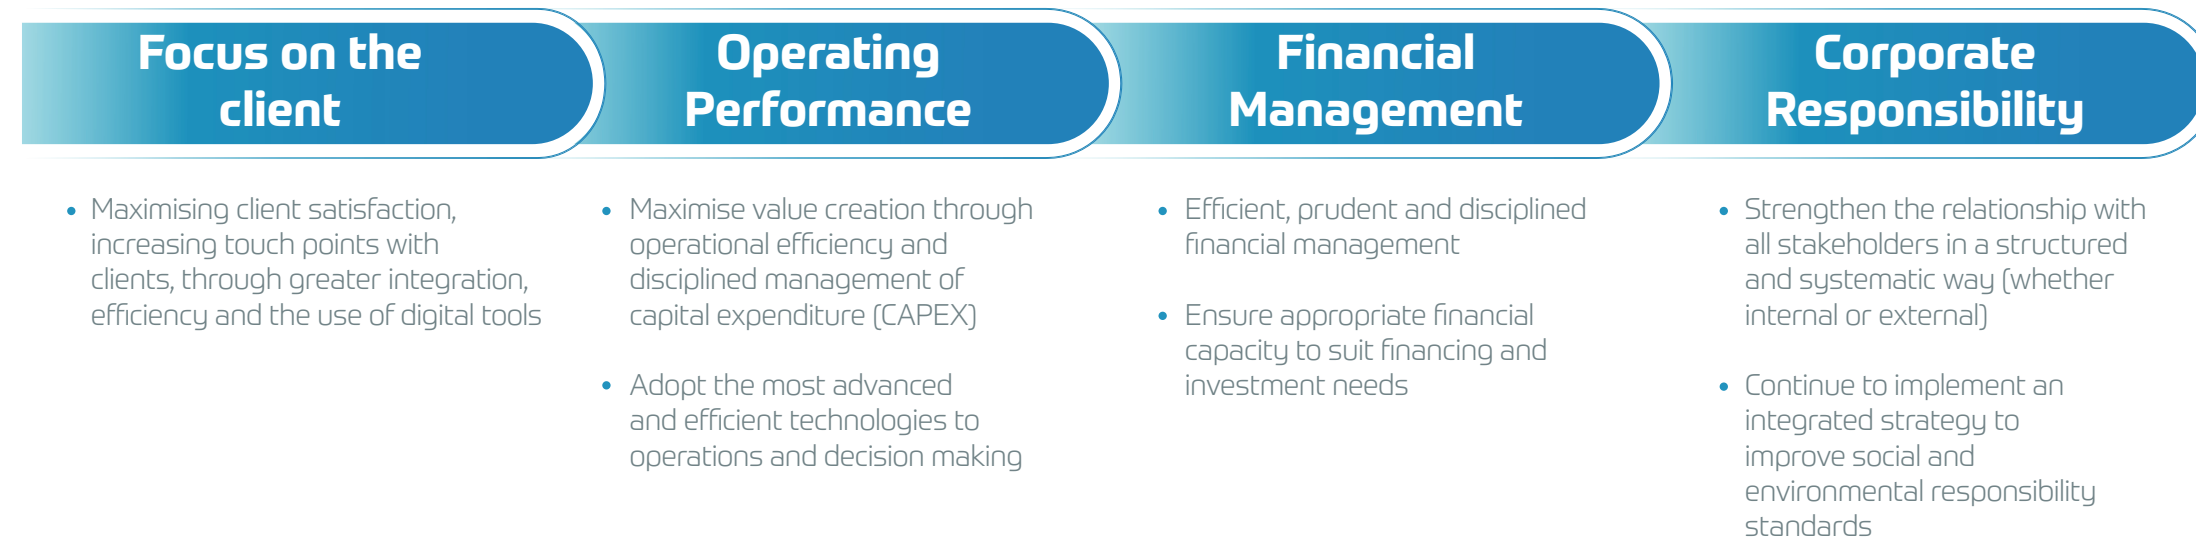 Focus on the
client
• Maximising client satisfaction,
increasing touch points with
clients, through greater integration,
efficiency and the use of digital tools
Operating
Performance
• Maximise value creation through
operational efficiency and
disciplined management of
capital expenditure (CAPEX)
• Adopt the most advanced
and efficient technologies to
operations and decision making
Financial
Management
• Efficient, prudent and disciplined
financial management
• Ensure appropriate financial
capacity to suit financing and
investment needs
Corporate
Responsibility
• Strengthen the relationship with
all stakeholders in a structured
and systematic way (whether
internal or external)
• Continue to implement an
integrated strategy to
improve social and
environmental responsibility
standards